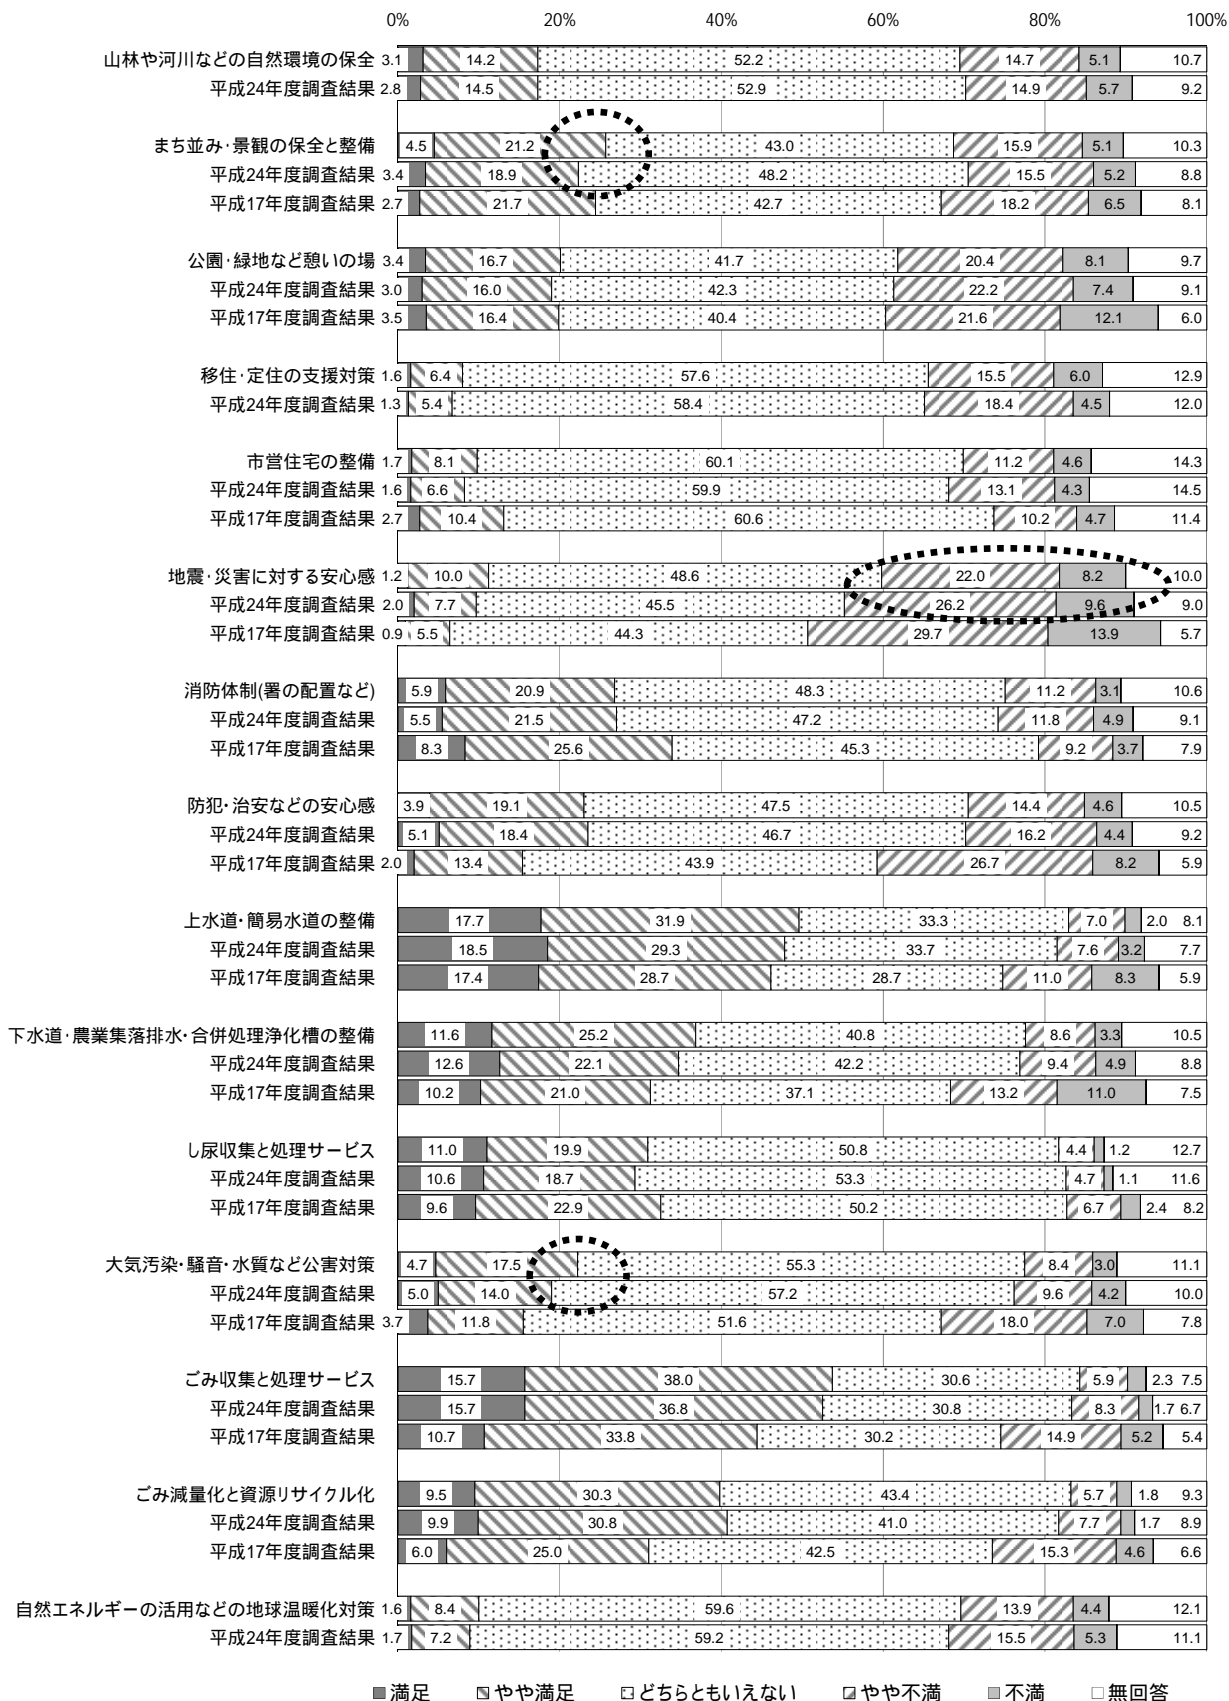 0% 20% 40% 60% 80% 100%
山林や河川などの自然環境の保全 3.1 14.2 52.2 14.7 5.1 10.7
平成24年度調査結果 2.8 14.5 52.9 14.9 5.7 9.2
まち並み・景観の保全と整備 4.5 21.2 43.0 15.9 5.1 10.3
平成24年度調査結果 3.4 18.9 48.2 15.5 5.2 8.8
平成17年度調査結果 2.7 21.7 42.7 18.2 6.5 8.1
公園・緑地など憩いの場 3.4 16.7 41.7 20.4 8.1 9.7
平成24年度調査結果 3.0 16.0 42.3 22.2 7.4 9.1
平成17年度調査結果 3.5 16.4 40.4 21.6 12.1 6.0
移住・定住の支援対策 1.6 6.4 57.6 15.5 6.0 12.9
平成24年度調査結果 1.3 5.4 58.4 18.4 4.5 12.0
市営住宅の整備 1.7 8.1 60.1 11.2 4.6 14.3
平成24年度調査結果 1.6 6.6 59.9 13.1 4.3 14.5
平成17年度調査結果 2.7 10.4 60.6 10.2 4.7 11.4
地震・災害に対する安心感 1.2 10.0 48.6 22.0 8.2 10.0
平成24年度調査結果 2.0 7.7 45.5 26.2 9.6 9.0
平成17年度調査結果 0.9 5.5 44.3 29.7 13.9 5.7
消防体制(署の配置など) 5.9 20.9 48.3 11.2 3.1 10.6
平成24年度調査結果 5.5 21.5 47.2 11.8 4.9 9.1
平成17年度調査結果 8.3 25.6 45.3 9.2 3.7 7.9
防犯・治安などの安心感 3.9 19.1 47.5 14.4 4.6 10.5
平成24年度調査結果 5.1 18.4 46.7 16.2 4.4 9.2
平成17年度調査結果 2.0 13.4 43.9 26.7 8.2 5.9
上水道・簡易水道の整備 17.7 31.9 33.3 7.0 2.0 8.1
平成24年度調査結果 18.5 29.3 33.7 7.6 3.2 7.7
平成17年度調査結果 17.4 28.7 28.7 11.0 8.3 5.9
下水道・農業集落排水・合併処理浄化槽の整備 11.6 25.2 40.8 8.6 3.3 10.5
平成24年度調査結果 12.6 22.1 42.2 9.4 4.9 8.8
平成17年度調査結果 10.2 21.0 37.1 13.2 11.0 7.5
し尿収集と処理サービス 11.0 19.9 50.8 4.4 1.2 12.7
平成24年度調査結果 10.6 18.7 53.3 4.7 1.1 11.6
平成17年度調査結果 9.6 22.9 50.2 6.7 2.4 8.2
大気汚染・騒音・水質など公害対策 4.7 17.5 55.3 8.4 3.0 11.1
平成24年度調査結果 5.0 14.0 57.2 9.6 4.2 10.0
平成17年度調査結果 3.7 11.8 51.6 18.0 7.0 7.8
ごみ収集と処理サービス 15.7 38.0 30.6 5.9 2.3 7.5
平成24年度調査結果 15.7 36.8 30.8 8.3 1.7 6.7
平成17年度調査結果 10.7 33.8 30.2 14.9 5.2 5.4
ごみ減量化と資源リサイクル化 9.5 30.3 43.4 5.7 1.8 9.3
平成24年度調査結果 9.9 30.8 41.0 7.7 1.7 8.9
平成17年度調査結果 6.0 25.0 42.5 15.3 4.6 6.6
自然エネルギーの活用などの地球温暖化対策 1.6 8.4 59.6 13.9 4.4 12.1
平成24年度調査結果 1.7 7.2 59.2 15.5 5.3 11.1
満足 やや満足 どちらともいえない やや不満 不満 無回答